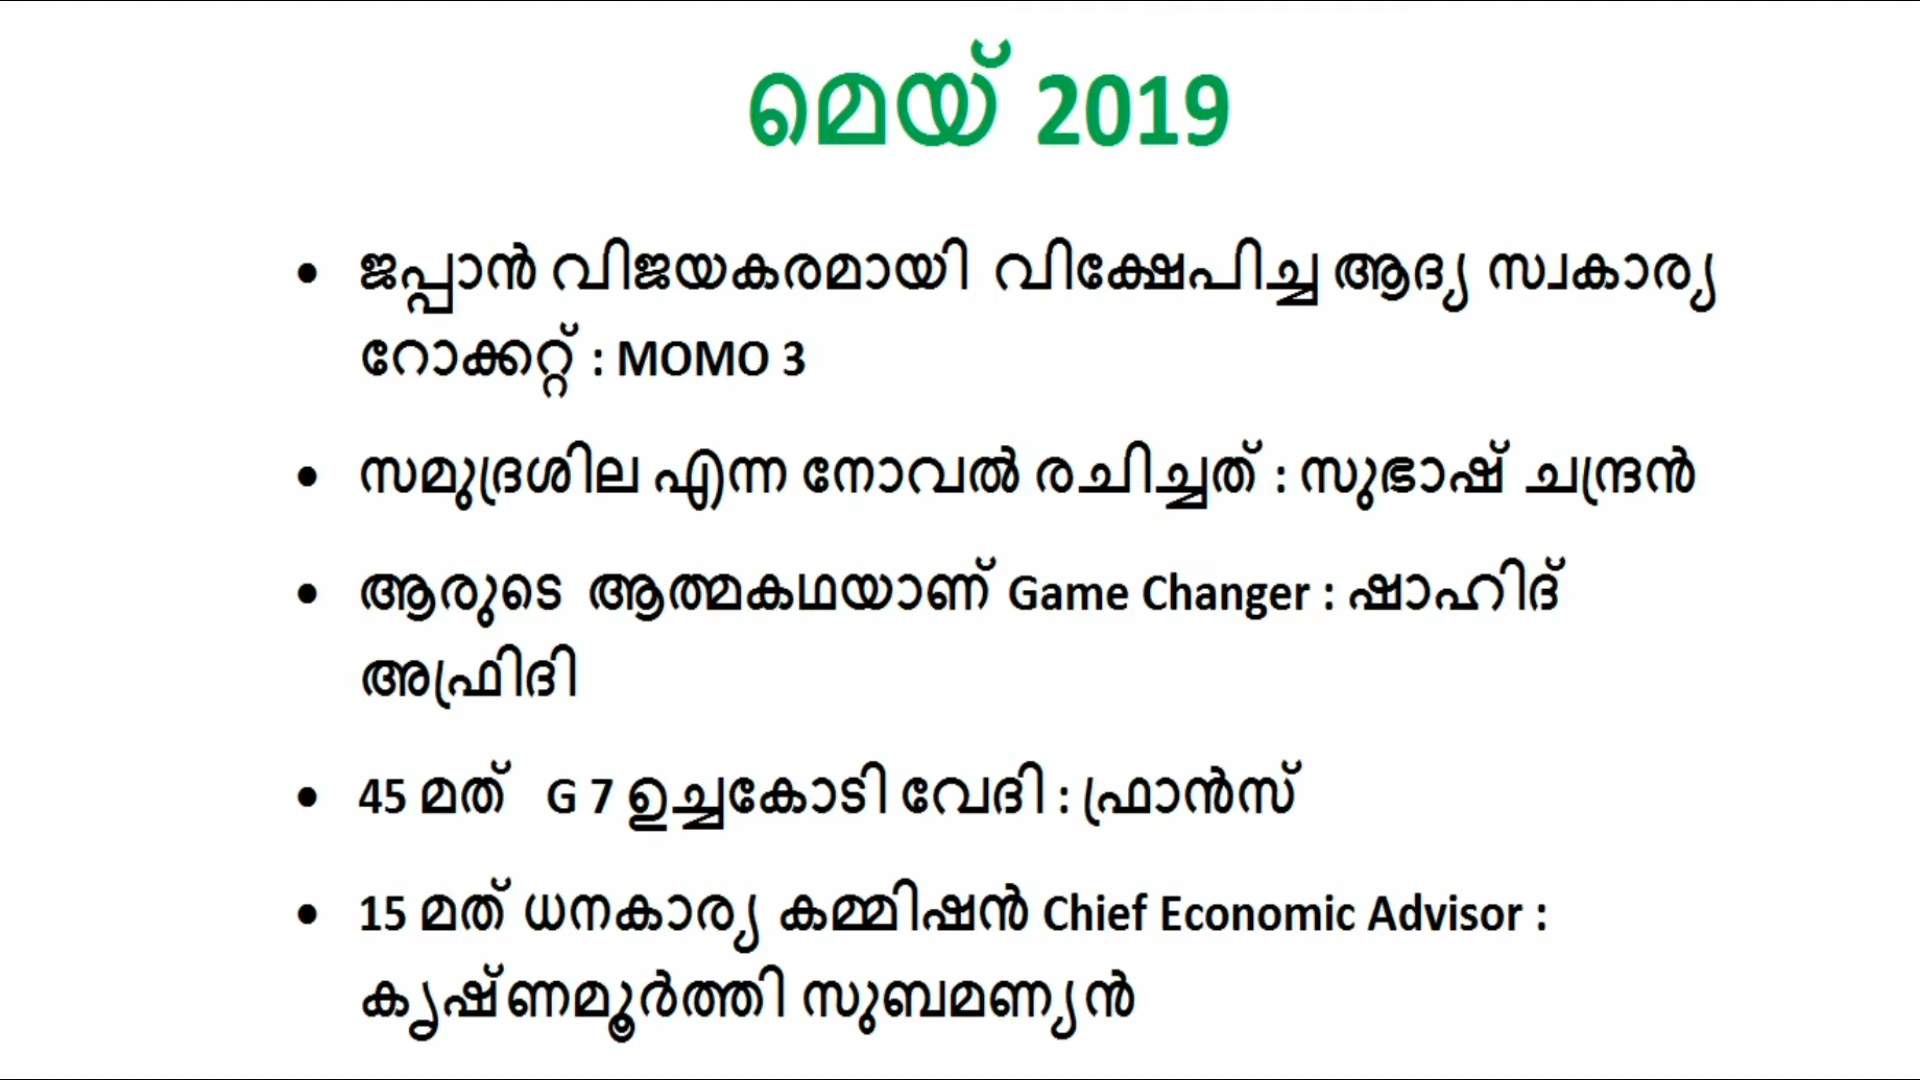 മെയ് 2019
• ജപ്പാൻ വിജയകരമായി വിക്ഷേപിച്ച ആദ്യ സ്വകാര്യ
റോക്കറ്റ് : MOMO 3
• സമുദ്രശില എന്ന നോവൽ രചിച്ചത് : സുഭാഷ് ചന്ദ്രൻ
• ആരുടെ ആത്മകഥയാണ് Game Changer : ഷാഹിദ്
അഫ്രിദി
• 45 മത് G 7 ഉച്ചകോടി വേദി : ഫ്രാൻസ്
• 15 മത് ധനകാര്യ കമ്മിഷൻ Chief Economic Advisor :
കൃഷ്ണമൂർത്തി സുബമണ്യൻ